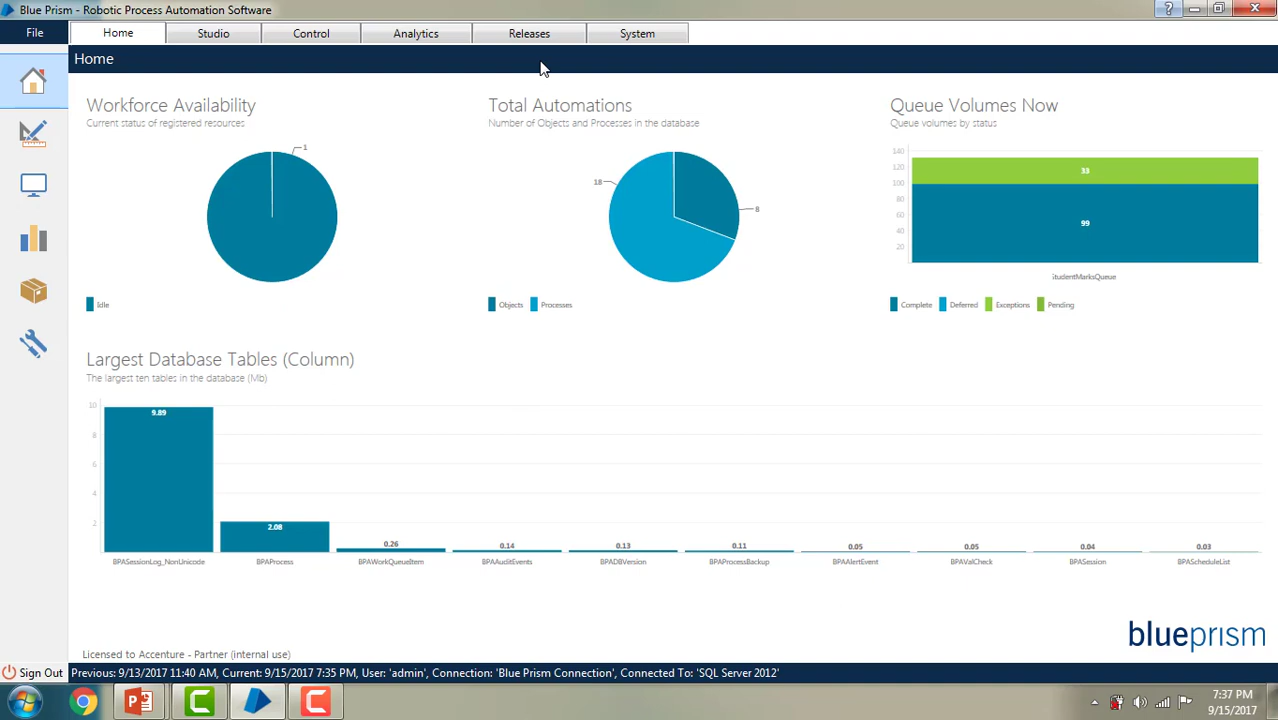 Blue Prism - Robotic Process Automation Software
File
Home
Studio
Control
Analytics
Releases
System
Home
Workforce Availability
Current status of registered resources
1
Idle
Total Automations
Number of Objects and Processes in the database
18
8
Objects
Processes
Queue Volumes Now
Queue volumes by status
140
120
100
80
60
40
20
33
99
StudentMarksQueue
Complete
Deferred
Exceptions
Pending
Largest Database Tables (Column)
The largest ten tables in the database (Mb)
10
8
6
4
2
9.89
2.08
0.26
0.14
0.13
0.11
0.05
0.05
0.04
0.03
BPASessionLog_NonUnicode
BPAProcess
BPAWorkQueueItem
BPAAuditEvents
BPADBVersion
BPAProcessBackup
BPAAlertEvent
BPAValCheck
BPASession
BPAScheduleList
blueprism
Licensed to Accenture - Partner (internal use)
Sign Out
Previous: 9/13/2017 11:40 AM, Current: 9/15/2017 7:35 PM, User: 'admin', Connection: 'Blue Prism Connection', Connected To: 'SQL Server 2012'
7:37 PM
9/15/2017